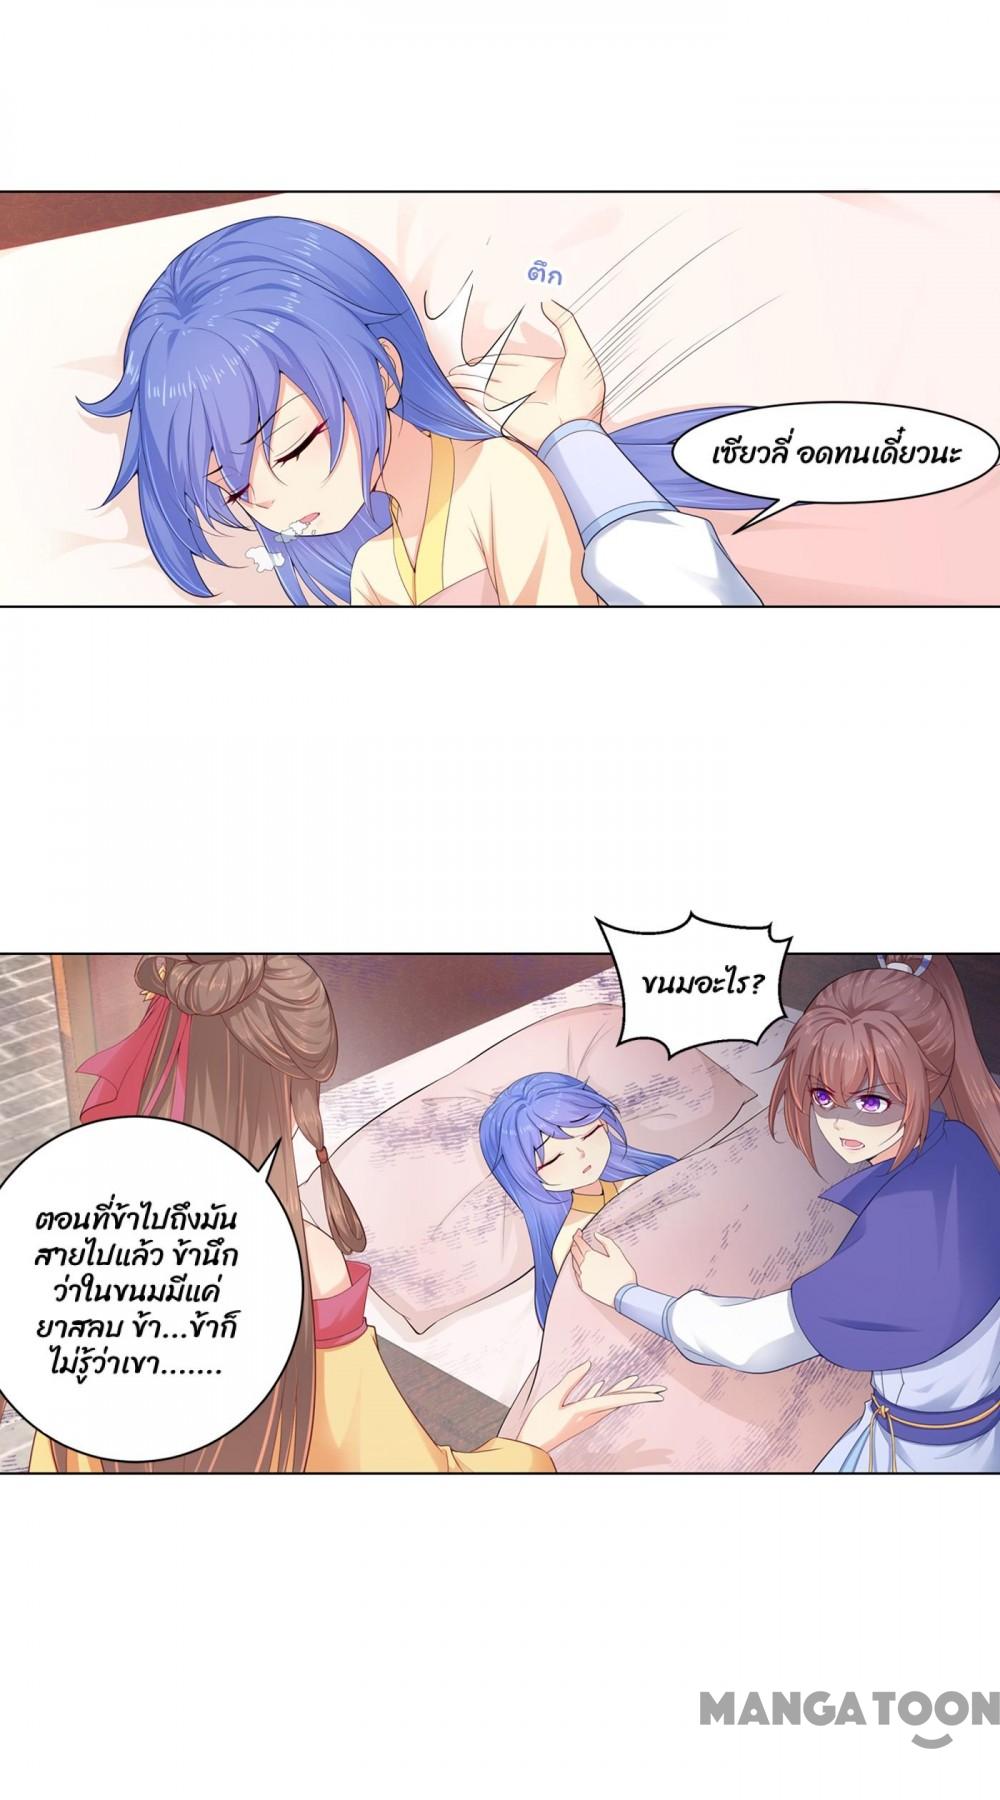 ตึก
เซียวลี่ อดทนเดี๋ยวนะ
ขนมอะไร?
ตอนที่ข้าไปถึงมัน
สายไปแล้ว ข้านึก
ว่าในขนมมีแค่
ยาสลบ ข้า...ข้าก็
ไม่รู้ว่าเขา.......
MANGATOON